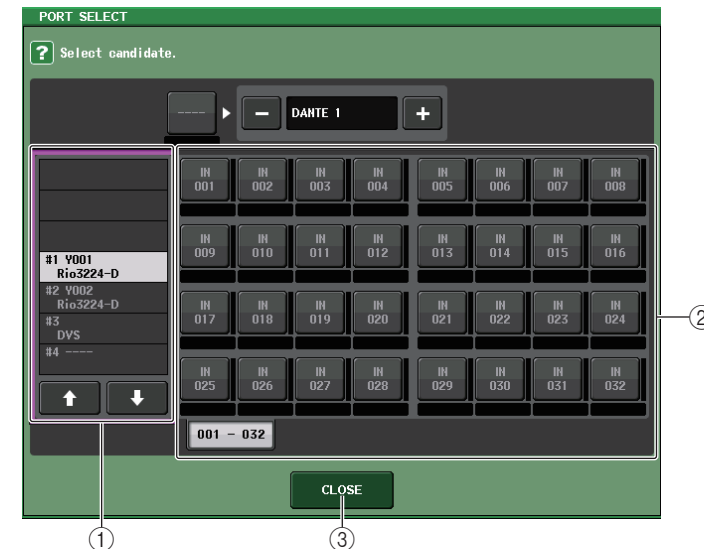 PORT SELECT
? Select candidate.
---- − DANTE 1 +
IN 001 IN 002 IN 003 IN 004 IN 005 IN 006 IN 007 IN 008
IN 009 IN 010 IN 011 IN 012 IN 013 IN 014 IN 015 IN 016
#1 Y001
Rio3224-D
#2 Y002
Rio3224-D
#3
DVS
#4 ----
IN 017 IN 018 IN 019 IN 020 IN 021 IN 022 IN 023 IN 024
IN 025 IN 026 IN 027 IN 028 IN 029 IN 030 IN 031 IN 032
001 - 032
CLOSE
①
②
③